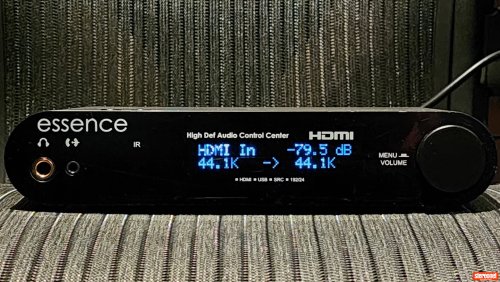 essence
IR
High Def Audio Control Center HDMI
HDMI In -79.5 dB
44.1K -> 44.1K
HDMI USB SRC 192/24
MENU
VOLUME